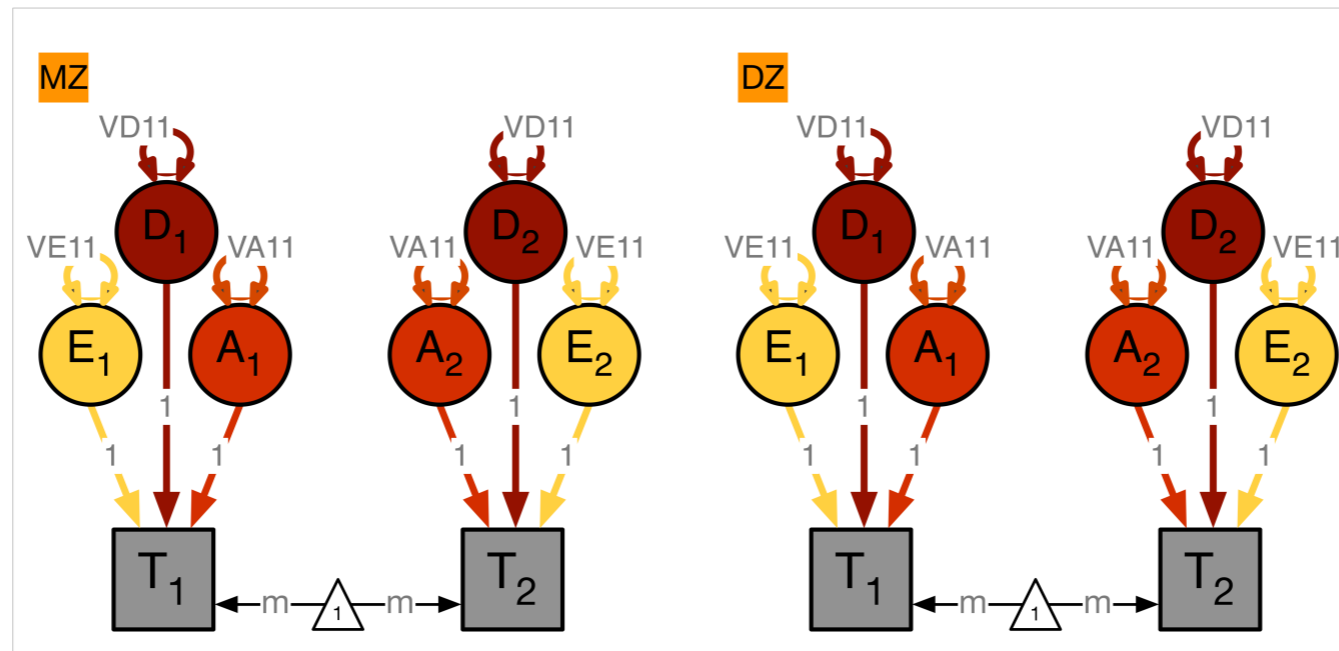 MZ DZ
VD11 VD11 VD11 VD11
D1 D2 D1 D2
VE11 VA11 VA11 VE11 VE11 VA11 VA11 VE11
E1 A1 A2 E2 E1 A1 A2 E2
1 1 1 1
1 1 1 1 1 1 1 1
T1 T2 T1 T2
m 1 m m 1 m